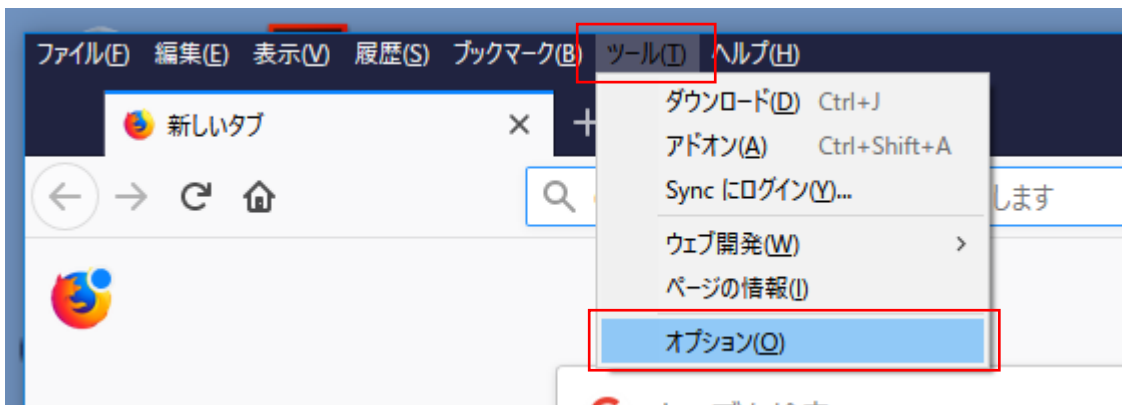 ファイル(F) 編集(E) 表示(V) 履歴(S) ブックマーク(B) ツール(T) ヘルプ(H)
新しいタブ
ダウンロード(D) Ctrl+J
アドオン(A) Ctrl+Shift+A
Sync にログイン(Y)...
します
ウェブ開発(W)
ページの情報(I)
オプション(O)